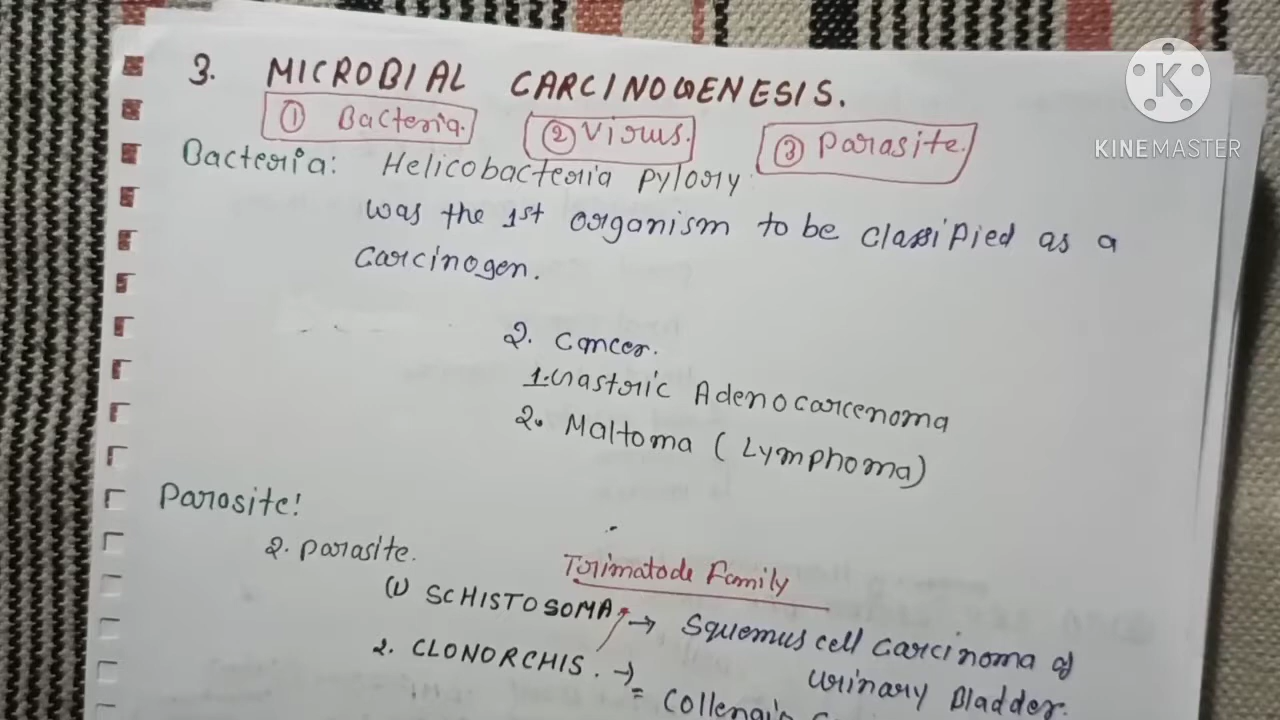 3. MICROBIAL CARCINOGENESIS.
① Bacteria. ② Virus. ③ Parasite.
KINEMASTER
Bacteria: Helicobacteria pylory
was the 1st organism to be classified as a
carcinogen.
2. Cancer.
1. Gastoric Adenocarcenoma
2. Maltoma (Lymphoma)
Parasite:
2. parasite.
Torimatode Family
(1) SCHISTOSOMA → Squemus cell carcinoma of
urinary Bladder.
2. CLONORCHIS. →